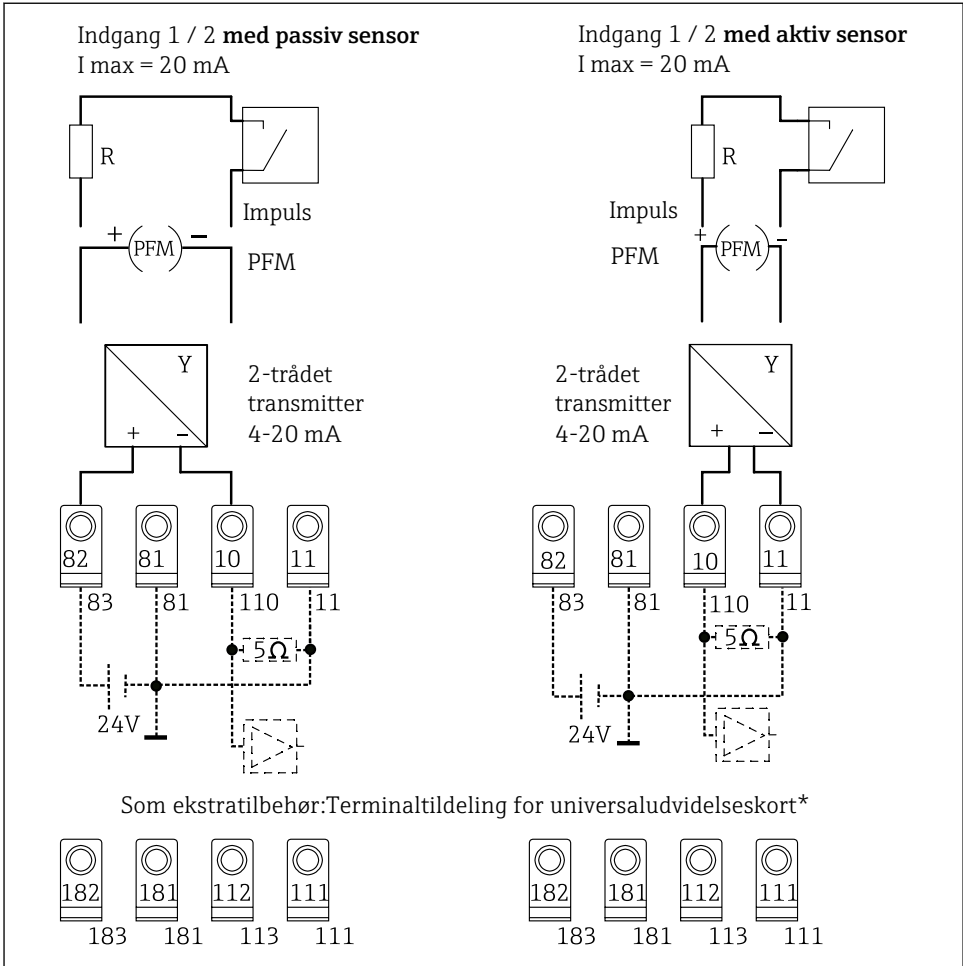 Indgang 1 / 2 med passiv sensor
I max = 20 mA
R
Impuls
+ (PFM) −
PFM
Y
+ −
2-trådet
transmitter
4-20 mA
82 81 10 11
83 81 110 11
5Ω
24V
Indgang 1 / 2 med aktiv sensor
I max = 20 mA
R
Impuls
+ (PFM) -
PFM
Y
+ −
2-trådet
transmitter
4-20 mA
82 81 10 11
83 81 110 11
5Ω
24V
Som ekstratilbehør:Terminaltildeling for universaludvidelseskort*
182 181 112 111
183 181 113 111
182 181 112 111
183 181 113 111